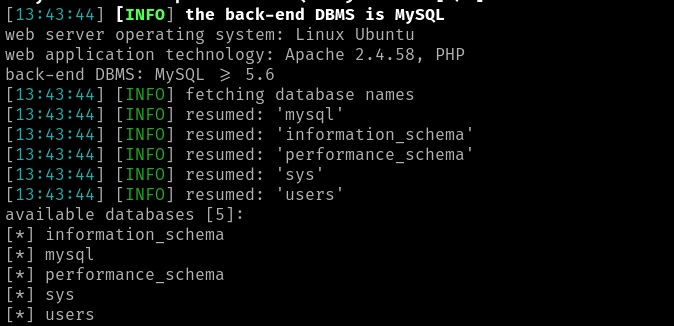 [13:43:44] [INFO] the back-end DBMS is MySQL
web server operating system: Linux Ubuntu
web application technology: Apache 2.4.58, PHP
back-end DBMS: MySQL >= 5.6
[13:43:44] [INFO] fetching database names
[13:43:44] [INFO] resumed: 'mysql'
[13:43:44] [INFO] resumed: 'information_schema'
[13:43:44] [INFO] resumed: 'performance_schema'
[13:43:44] [INFO] resumed: 'sys'
[13:43:44] [INFO] resumed: 'users'
available databases [5]:
[*] information_schema
[*] mysql
[*] performance_schema
[*] sys
[*] users